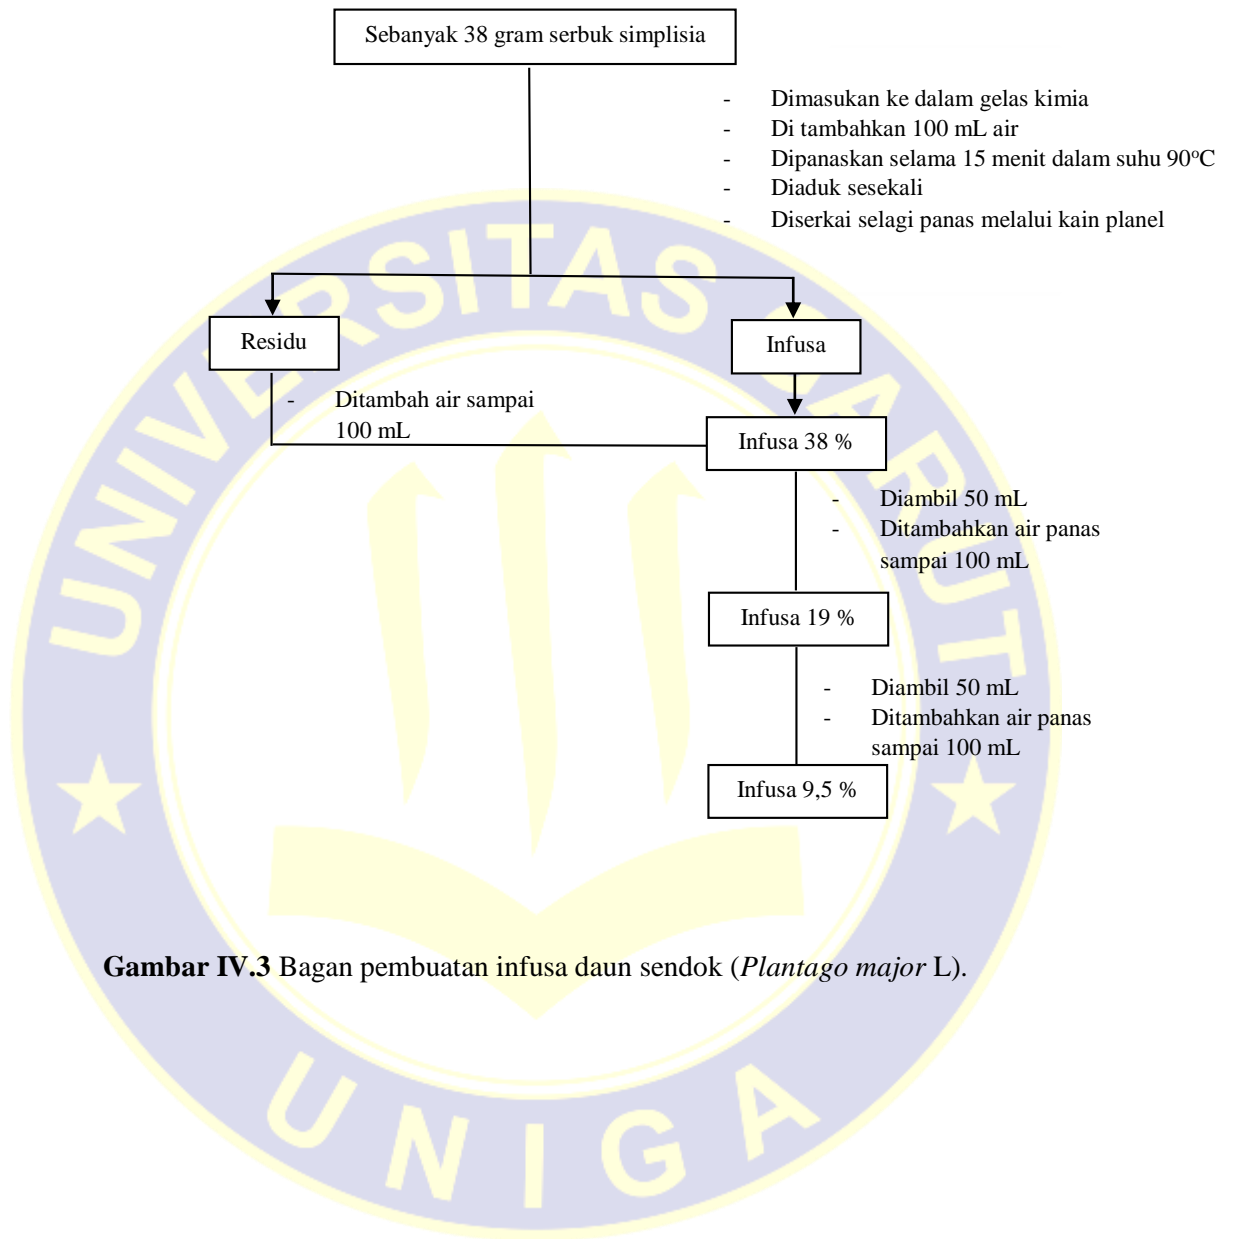 Sebanyak 38 gram serbuk simplisia
- Dimasukan ke dalam gelas kimia
- Di tambahkan 100 mL air
- Dipanaskan selama 15 menit dalam suhu 90°C
- Diaduk sesekali
- Diserkai selagi panas melalui kain planel
Residu
Infusa
- Ditambah air sampai
100 mL
Infusa 38 %
- Diambil 50 mL
- Ditambahkan air panas
sampai 100 mL
Infusa 19 %
- Diambil 50 mL
- Ditambahkan air panas
sampai 100 mL
Infusa 9,5 %
Gambar IV.3 Bagan pembuatan infusa daun sendok (Plantago major L).
UNIVERSITAS GARUT
UNIGA